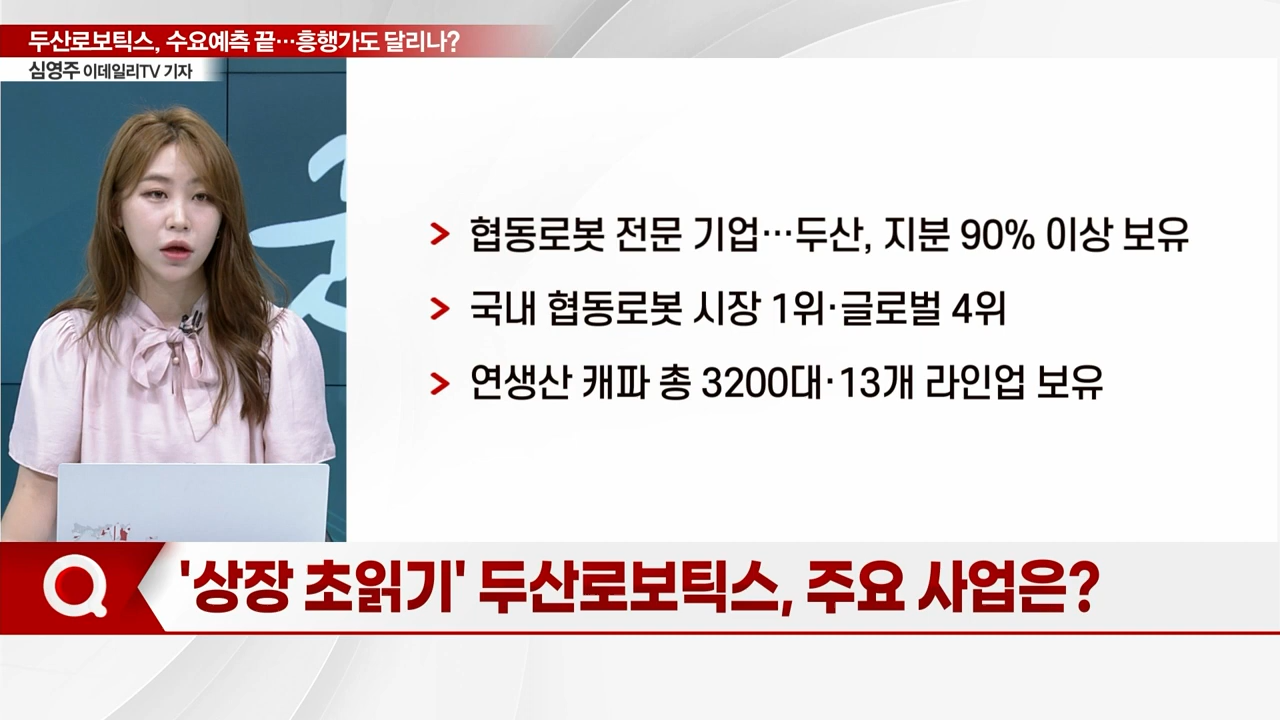 두산로보틱스, 수요예측 끝…흥행가도 달리나?
심영주 이데일리TV 기자
> 협동로봇 전문 기업…두산, 지분 90% 이상 보유
> 국내 협동로봇 시장 1위·글로벌 4위
> 연생산 캐파 총 3200대·13개 라인업 보유
Q '상장 초읽기' 두산로보틱스, 주요 사업은?